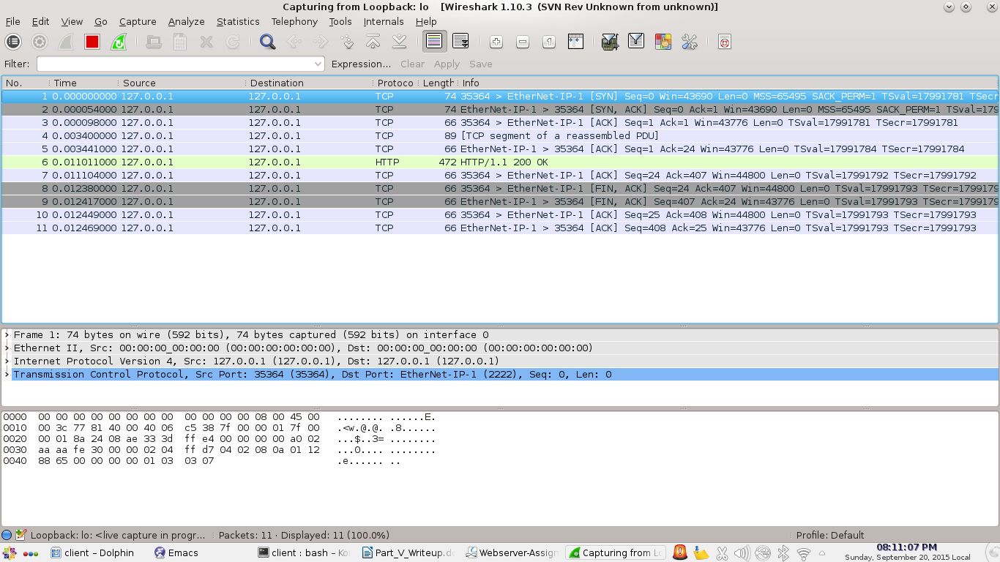 Capturing from Loopback: lo [Wireshark 1.10.3 (SVN Rev Unknown from unknown)]
File Edit View Go Capture Analyze Statistics Telephony Tools Internals Help
Filter: Expression... Clear Apply Save
No. Time Source Destination Protoco Length Info
1 0.000000000 127.0.0.1 127.0.0.1 TCP 74 35364 > EtherNet-IP-1 [SYN] Seq=0 Win=43690 Len=0 MSS=65495 SACK_PERM=1 TSval=17991781 TSecr
2 0.000054000 127.0.0.1 127.0.0.1 TCP 74 EtherNet-IP-1 > 35364 [SYN, ACK] Seq=0 Ack=1 Win=43690 Len=0 MSS=65495 SACK_PERM=1 TSval=179
3 0.000098000 127.0.0.1 127.0.0.1 TCP 66 35364 > EtherNet-IP-1 [ACK] Seq=1 Ack=1 Win=43776 Len=0 TSval=17991781 TSecr=17991781
4 0.003400000 127.0.0.1 127.0.0.1 TCP 89 [TCP segment of a reassembled PDU]
5 0.003441000 127.0.0.1 127.0.0.1 TCP 66 EtherNet-IP-1 > 35364 [ACK] Seq=1 Ack=24 Win=43776 Len=0 TSval=17991784 TSecr=17991784
6 0.011011000 127.0.0.1 127.0.0.1 HTTP 472 HTTP/1.1 200 OK
7 0.011104000 127.0.0.1 127.0.0.1 TCP 66 35364 > EtherNet-IP-1 [ACK] Seq=24 Ack=407 Win=44800 Len=0 TSval=17991792 TSecr=17991792
8 0.012380000 127.0.0.1 127.0.0.1 TCP 66 35364 > EtherNet-IP-1 [FIN, ACK] Seq=24 Ack=407 Win=44800 Len=0 TSval=17991793 TSecr=1799179
9 0.012417000 127.0.0.1 127.0.0.1 TCP 66 EtherNet-IP-1 > 35364 [FIN, ACK] Seq=407 Ack=24 Win=43776 Len=0 TSval=17991793 TSecr=1799179
10 0.012449000 127.0.0.1 127.0.0.1 TCP 66 35364 > EtherNet-IP-1 [ACK] Seq=25 Ack=408 Win=44800 Len=0 TSval=17991793 TSecr=17991793
11 0.012469000 127.0.0.1 127.0.0.1 TCP 66 EtherNet-IP-1 > 35364 [ACK] Seq=408 Ack=25 Win=43776 Len=0 TSval=17991793 TSecr=17991793
Frame 1: 74 bytes on wire (592 bits), 74 bytes captured (592 bits) on interface 0
Ethernet II, Src: 00:00:00_00:00:00 (00:00:00:00:00:00), Dst: 00:00:00_00:00:00 (00:00:00:00:00:00)
Internet Protocol Version 4, Src: 127.0.0.1 (127.0.0.1), Dst: 127.0.0.1 (127.0.0.1)
Transmission Control Protocol, Src Port: 35364 (35364), Dst Port: EtherNet-IP-1 (2222), Seq: 0, Len: 0
0000 00 00 00 00 00 00 00 00 00 00 00 00 08 00 45 00 ........ ......E.
0010 00 3c 77 81 40 00 40 06 c5 38 7f 00 00 01 7f 00 .<w.@.@. .8......
0020 00 01 8a 24 08 ae 33 3d ff e4 00 00 00 00 a0 02 ...$..3= ........
0030 aa aa fe 30 00 00 02 04 ff d7 04 02 08 0a 01 12 ...0.... ........
0040 88 65 00 00 00 00 01 03 03 07 .e...... ..
Loopback: lo: <live capture in progr... Packets: 11 · Displayed: 11 (100.0%) Profile: Default
client – Dolphin Emacs client : bash – Ko Part_V_Writeup.do Webserver-Assign Capturing from Lo 08:11:07 PM
Sunday, September 20, 2015 Local